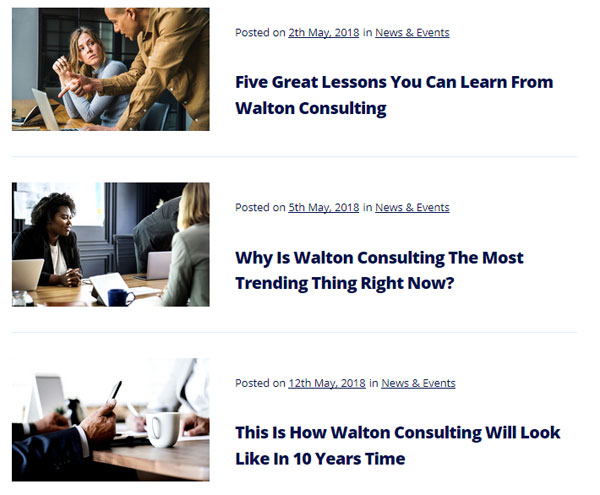 Posted on 2th May, 2018 in News & Events
Five Great Lessons You Can Learn From
Walton Consulting
Posted on 5th May, 2018 in News & Events
Why Is Walton Consulting The Most
Trending Thing Right Now?
Posted on 12th May, 2018 in News & Events
This Is How Walton Consulting Will Look
Like In 10 Years Time